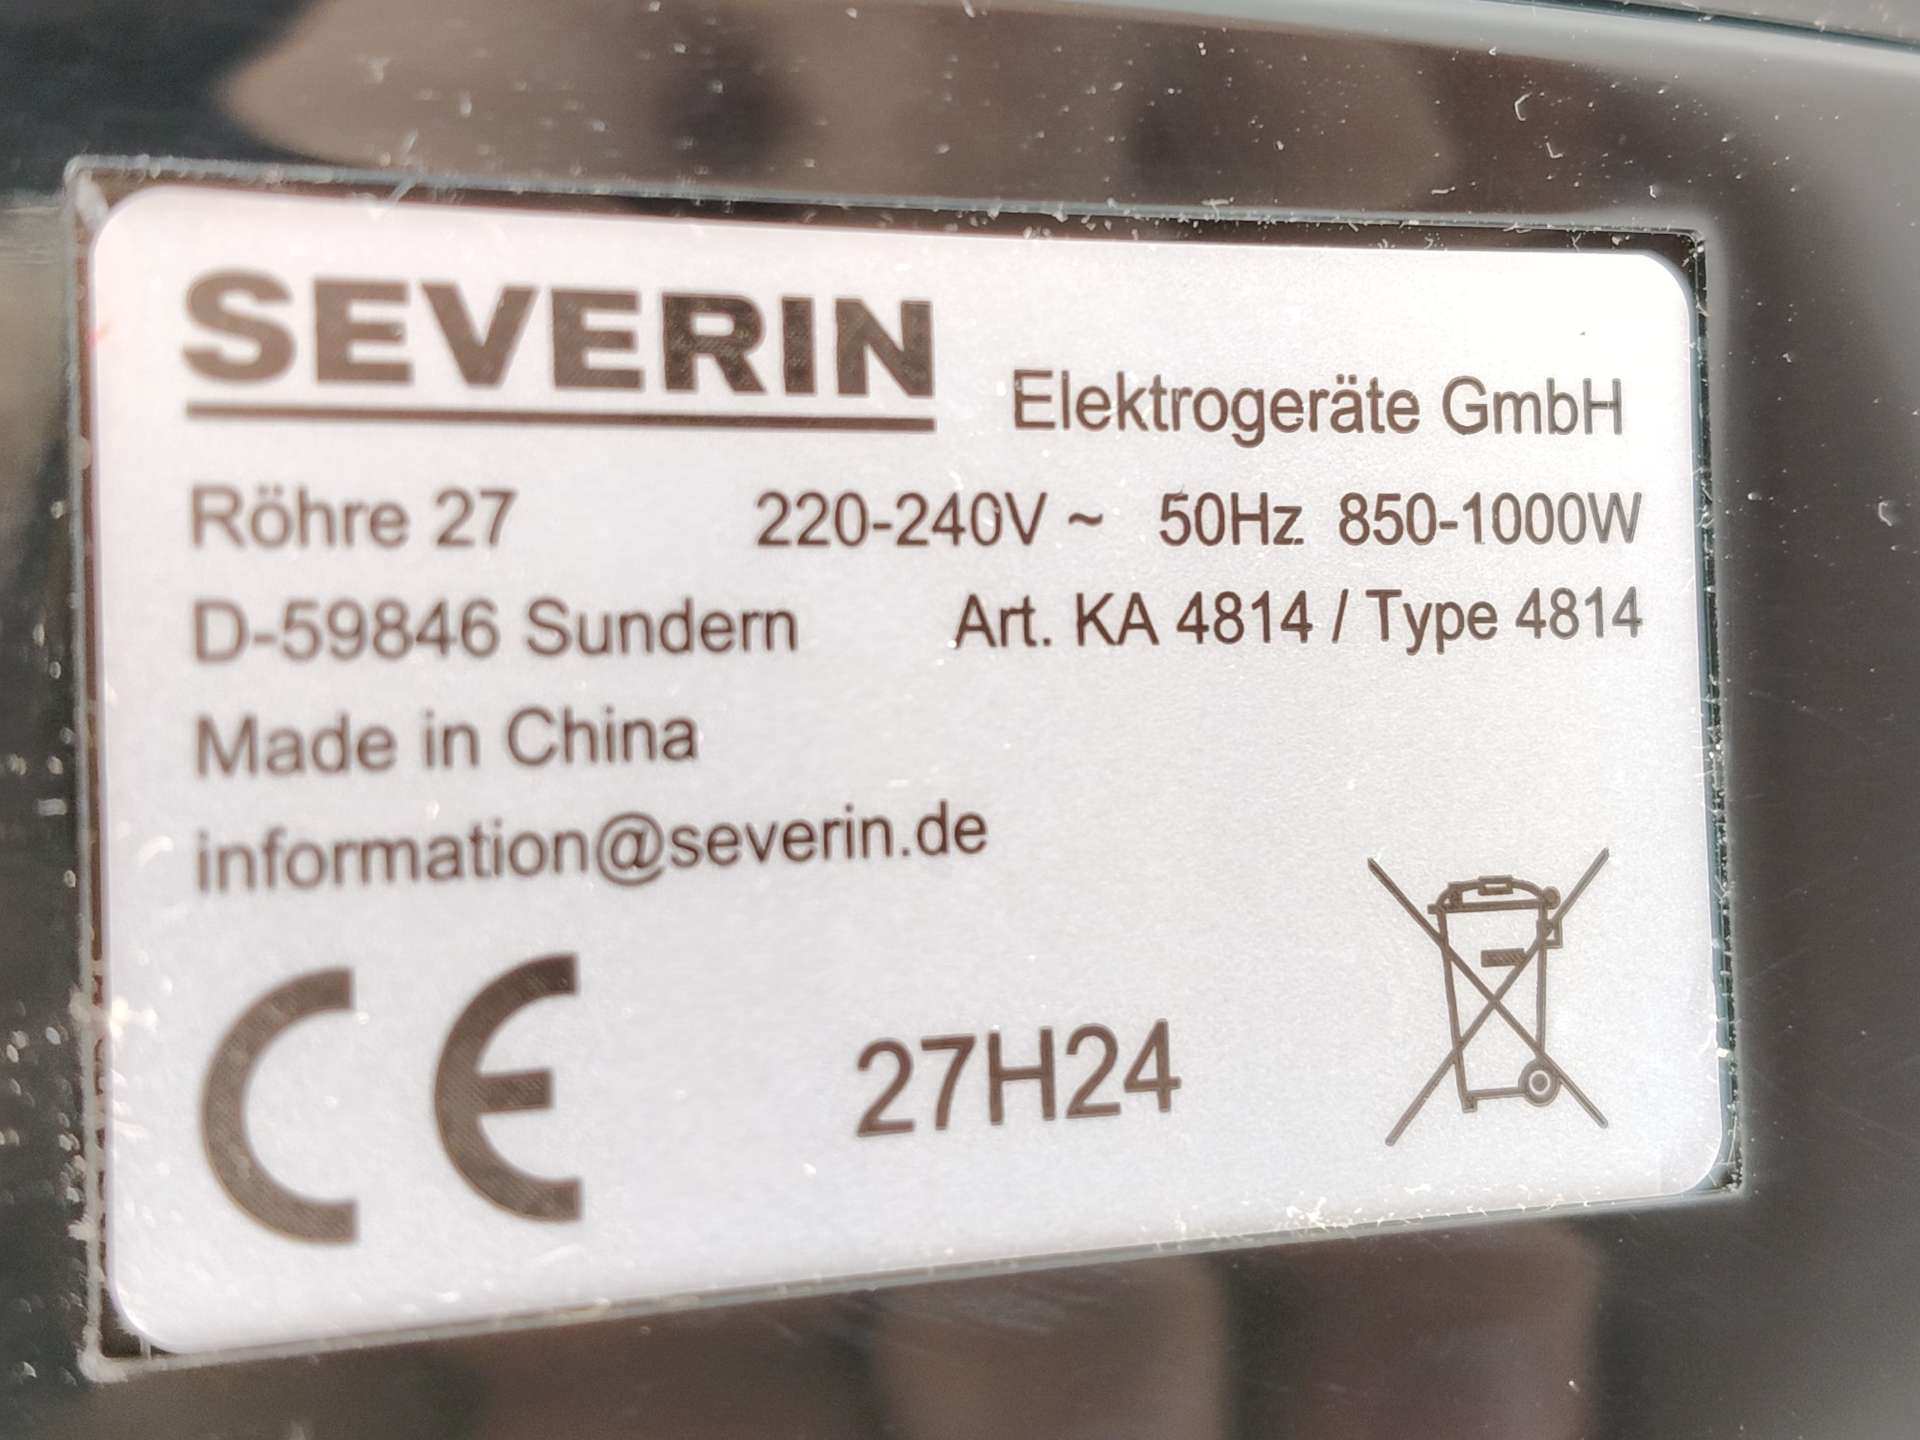 SEVERIN Elektrogeräte GmbH
Röhre 27 220-240V ~ 50Hz 850-1000W
D-59846 Sundern Art. KA 4814 / Type 4814
Made in China
information@severin.de
CE 27H24